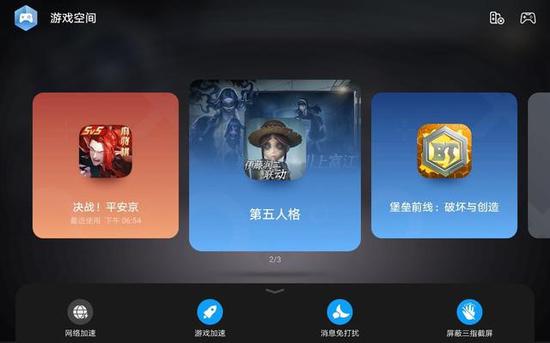 游戏空间
5v5
决战！平安京
最近使用 下午 06:54
伊藤润二
联动
第五人格
BT
堡垒前线：破坏与创造
2/3
网络加速
游戏加速
消息免打扰
屏蔽三指截屏